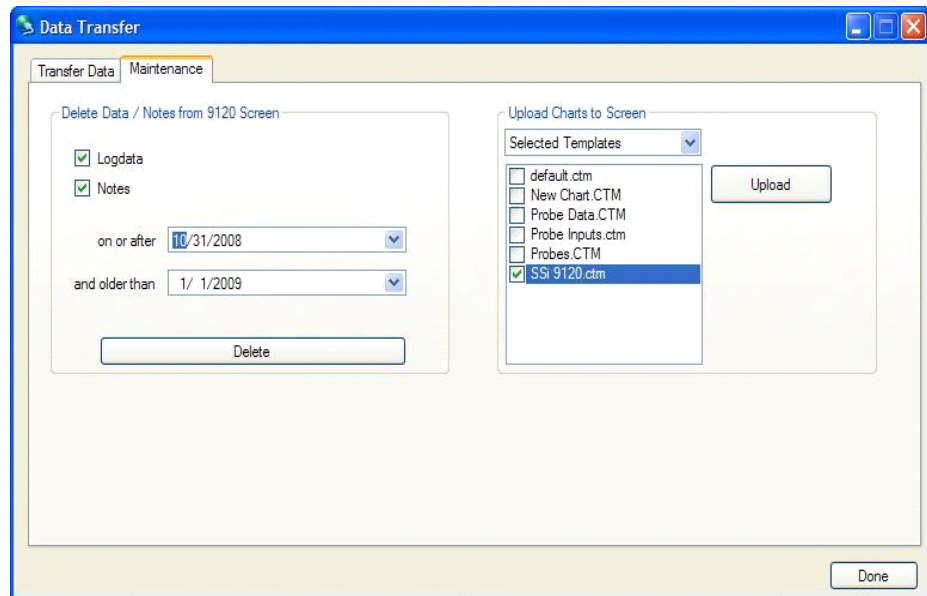 Data Transfer
Transfer Data
Maintenance
Delete Data / Notes from 9120 Screen
Logdata
Notes
on or after 10/31/2008
and older than 1/ 1/2009
Delete
Upload Charts to Screen
Selected Templates
default.ctm
New Chart.CTM
Probe Data.CTM
Probe Inputs.ctm
Probes.CTM
SSi 9120.ctm
Upload
Done